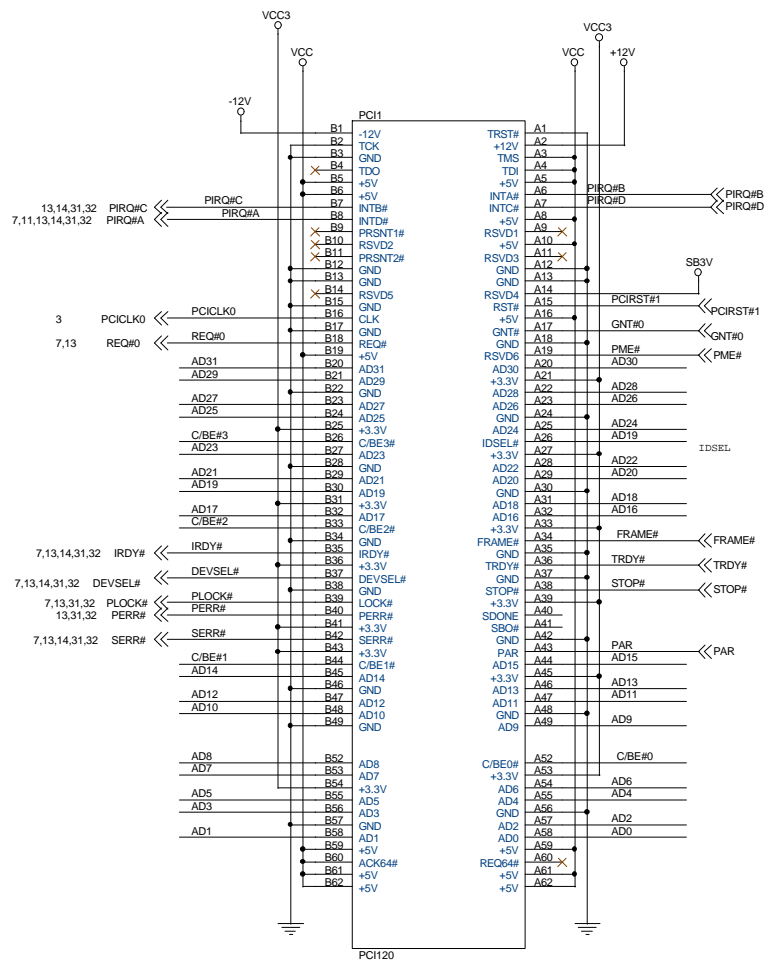 VCC3
VCC
VCC3
VCC
+12V
-12V
PCI1
B1 -12V TRST# A1
B2 TCK +12V A2
B3 GND TMS A3
B4 TDO TDI A4
B5 +5V +5V A5
B6 +5V INTA# A6 PIRQ#B PIRQ#B
13,14,31,32 PIRQ#C PIRQ#C B7 INTB# INTC# A7 PIRQ#D PIRQ#D
7,11,13,14,31,32 PIRQ#A PIRQ#A B8 INTD# +5V A8
B9 PRSNT1# RSVD1 A9
B10 RSVD2 +5V A10
B11 PRSNT2# RSVD3 A11
B12 GND GND A12
SB3V
B13 GND GND A13
B14 RSVD5 RSVD4 A14
B15 GND RST# A15 PCIRST#1 PCIRST#1
3 PCICLK0 PCICLK0 B16 CLK +5V A16
B17 GND GNT# A17 GNT#0 GNT#0
7,13 REQ#0 REQ#0 B18 REQ# GND A18
B19 +5V RSVD6 A19 PME# PME#
AD31 B20 AD31 AD30 A20 AD30
AD29 B21 AD29 +3.3V A21
B22 GND AD28 A22 AD28
AD27 B23 AD27 AD26 A23 AD26
AD25 B24 AD25 GND A24
B25 +3.3V AD24 A25 AD24
C/BE#3 B26 C/BE3# IDSEL# A26 AD19
IDSEL
AD23 B27 AD23 +3.3V A27
B28 GND AD22 A28 AD22
AD21 B29 AD21 AD20 A29 AD20
AD19 B30 AD19 GND A30
B31 +3.3V AD18 A31 AD18
AD17 B32 AD17 AD16 A32 AD16
C/BE#2 B33 C/BE2# +3.3V A33
B34 GND FRAME# A34 FRAME# FRAME#
7,13,14,31,32 IRDY# IRDY# B35 IRDY# GND A35
B36 +3.3V TRDY# A36 TRDY# TRDY#
7,13,14,31,32 DEVSEL# DEVSEL# B37 DEVSEL# GND A37
B38 GND STOP# A38 STOP# STOP#
7,13,31,32 PLOCK# PLOCK# B39 LOCK# +3.3V A39
13,31,32 PERR# PERR# B40 PERR# SDONE A40
B41 +3.3V SBO# A41
7,13,14,31,32 SERR# SERR# B42 SERR# GND A42
B43 +3.3V PAR A43 PAR PAR
C/BE#1 B44 C/BE1# AD15 A44 AD15
AD14 B45 AD14 +3.3V A45
B46 GND AD13 A46 AD13
AD12 B47 AD12 AD11 A47 AD11
AD10 B48 AD10 GND A48
B49 GND AD9 A49 AD9
AD8 B52 AD8 C/BE0# A52 C/BE#0
AD7 B53 AD7 +3.3V A53
B54 +3.3V AD6 A54 AD6
AD5 B55 AD5 AD4 A55 AD4
AD3 B56 AD3 GND A56
B57 GND AD2 A57 AD2
AD1 B58 AD1 AD0 A58 AD0
B59 +5V +5V A59
B60 ACK64# REQ64# A60
B61 +5V +5V A61
B62 +5V +5V A62
PCI120